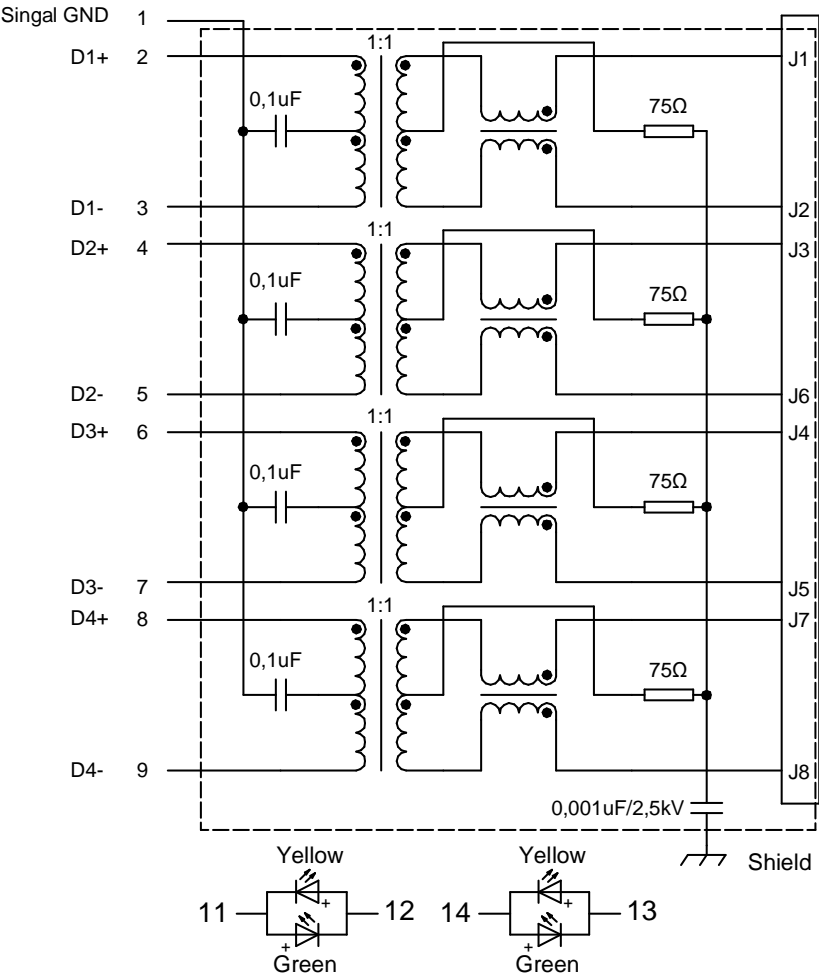 Singal GND 1
D1+ 2
1:1
J1
0,1uF
75Ω
D1- 3
J2
D2+ 4
1:1
J3
0,1uF
75Ω
D2- 5
J6
D3+ 6
1:1
J4
0,1uF
75Ω
D3- 7
J5
D4+ 8
1:1
J7
0,1uF
75Ω
D4- 9
J8
0,001uF/2,5kV
Shield
Yellow
+
11
12
+
Green
Yellow
+
14
13
+
Green